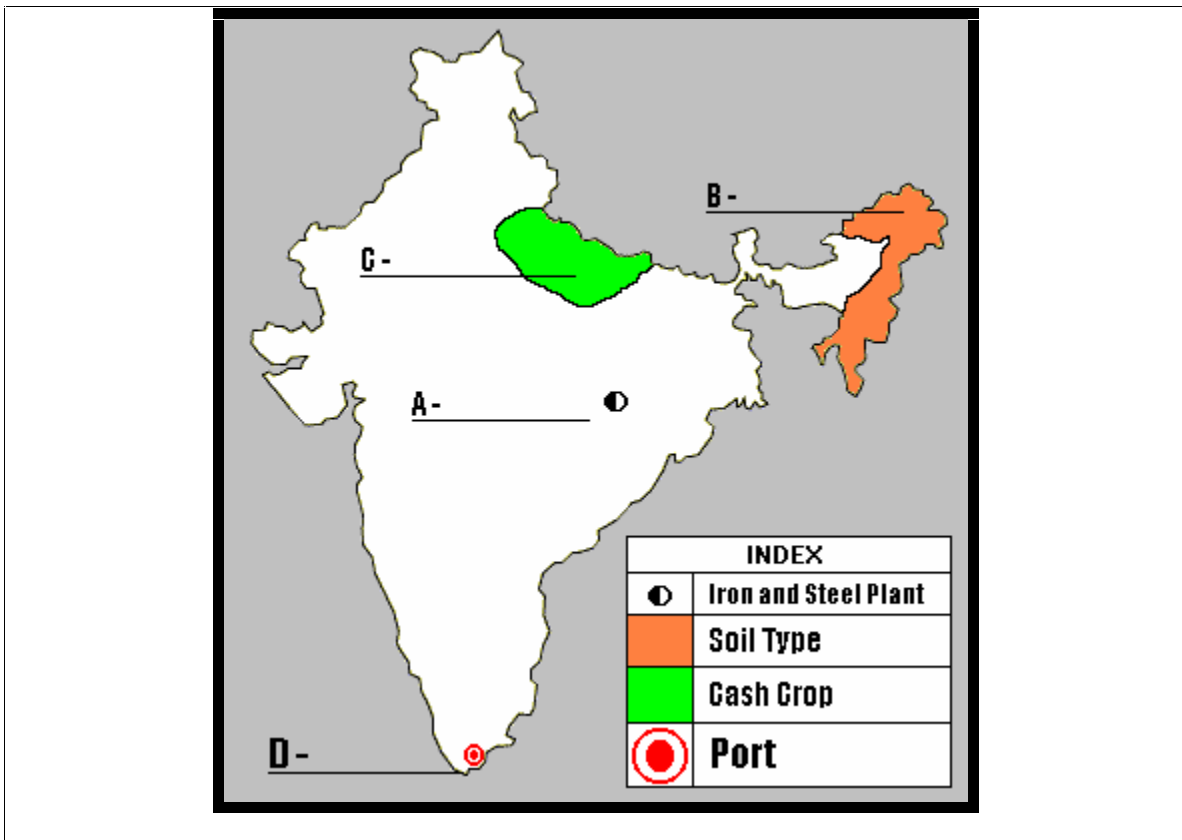 B -
C -
A -
D -
INDEX
Iron and Steel Plant
Soil Type
Cash Crop
Port